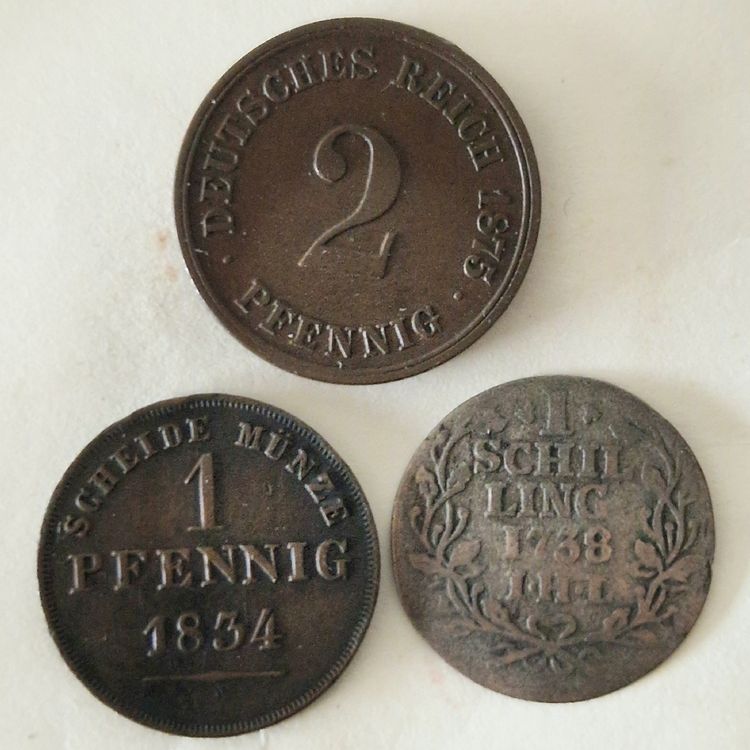 DEUTSCHES REICH 1875
2
PFENNIG
SCHEIDE MÜNZE
1
PFENNIG
1834
1
SCHIL
LING
1738
I.H.L.